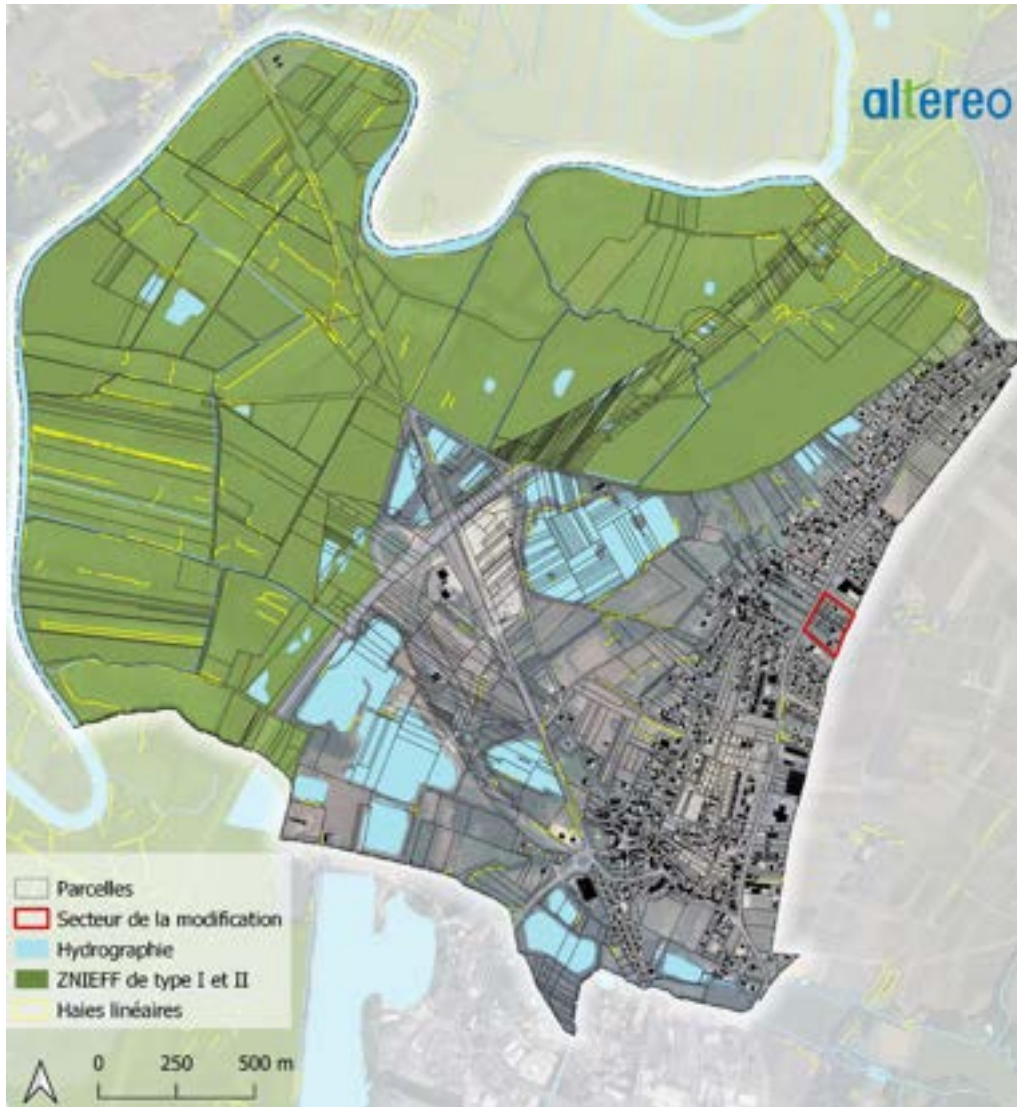 altereo
Parcelles
Secteur de la modification
Hydrographie
ZNIEFF de type I et II
Haies linéaires
0 250 500 m